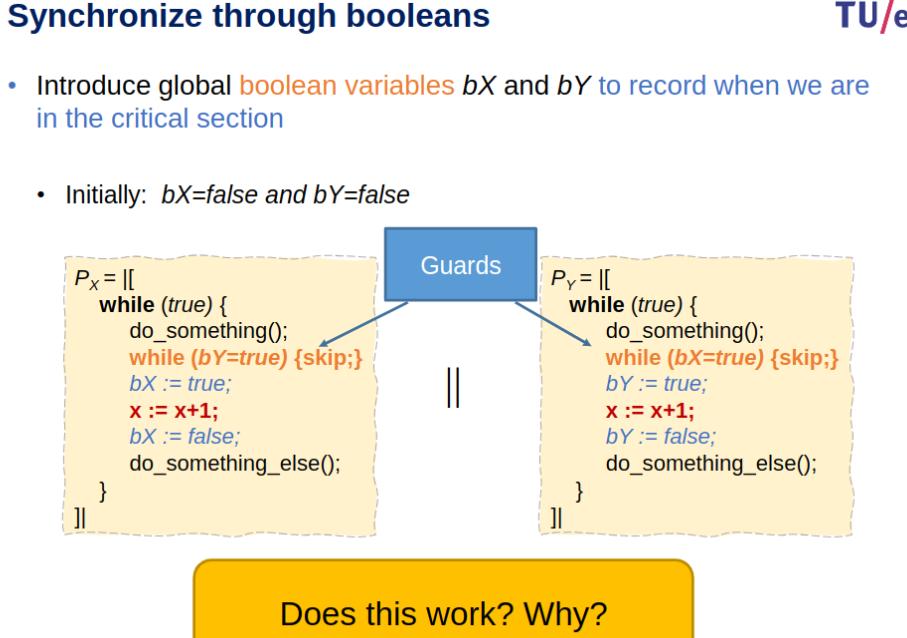 Synchronize through booleans
TU/e
• Introduce global boolean variables bX and bY to record when we are
in the critical section
• Initially: bX=false and bY=false
Guards
PX = |[
while (true) {
do_something();
while (bY=true) {skip;}
bX := true;
x := x+1;
bX := false;
do_something_else();
}
]|
||
PY = |[
while (true) {
do_something();
while (bX=true) {skip;}
bY := true;
x := x+1;
bY := false;
do_something_else();
}
]|
Does this work? Why?